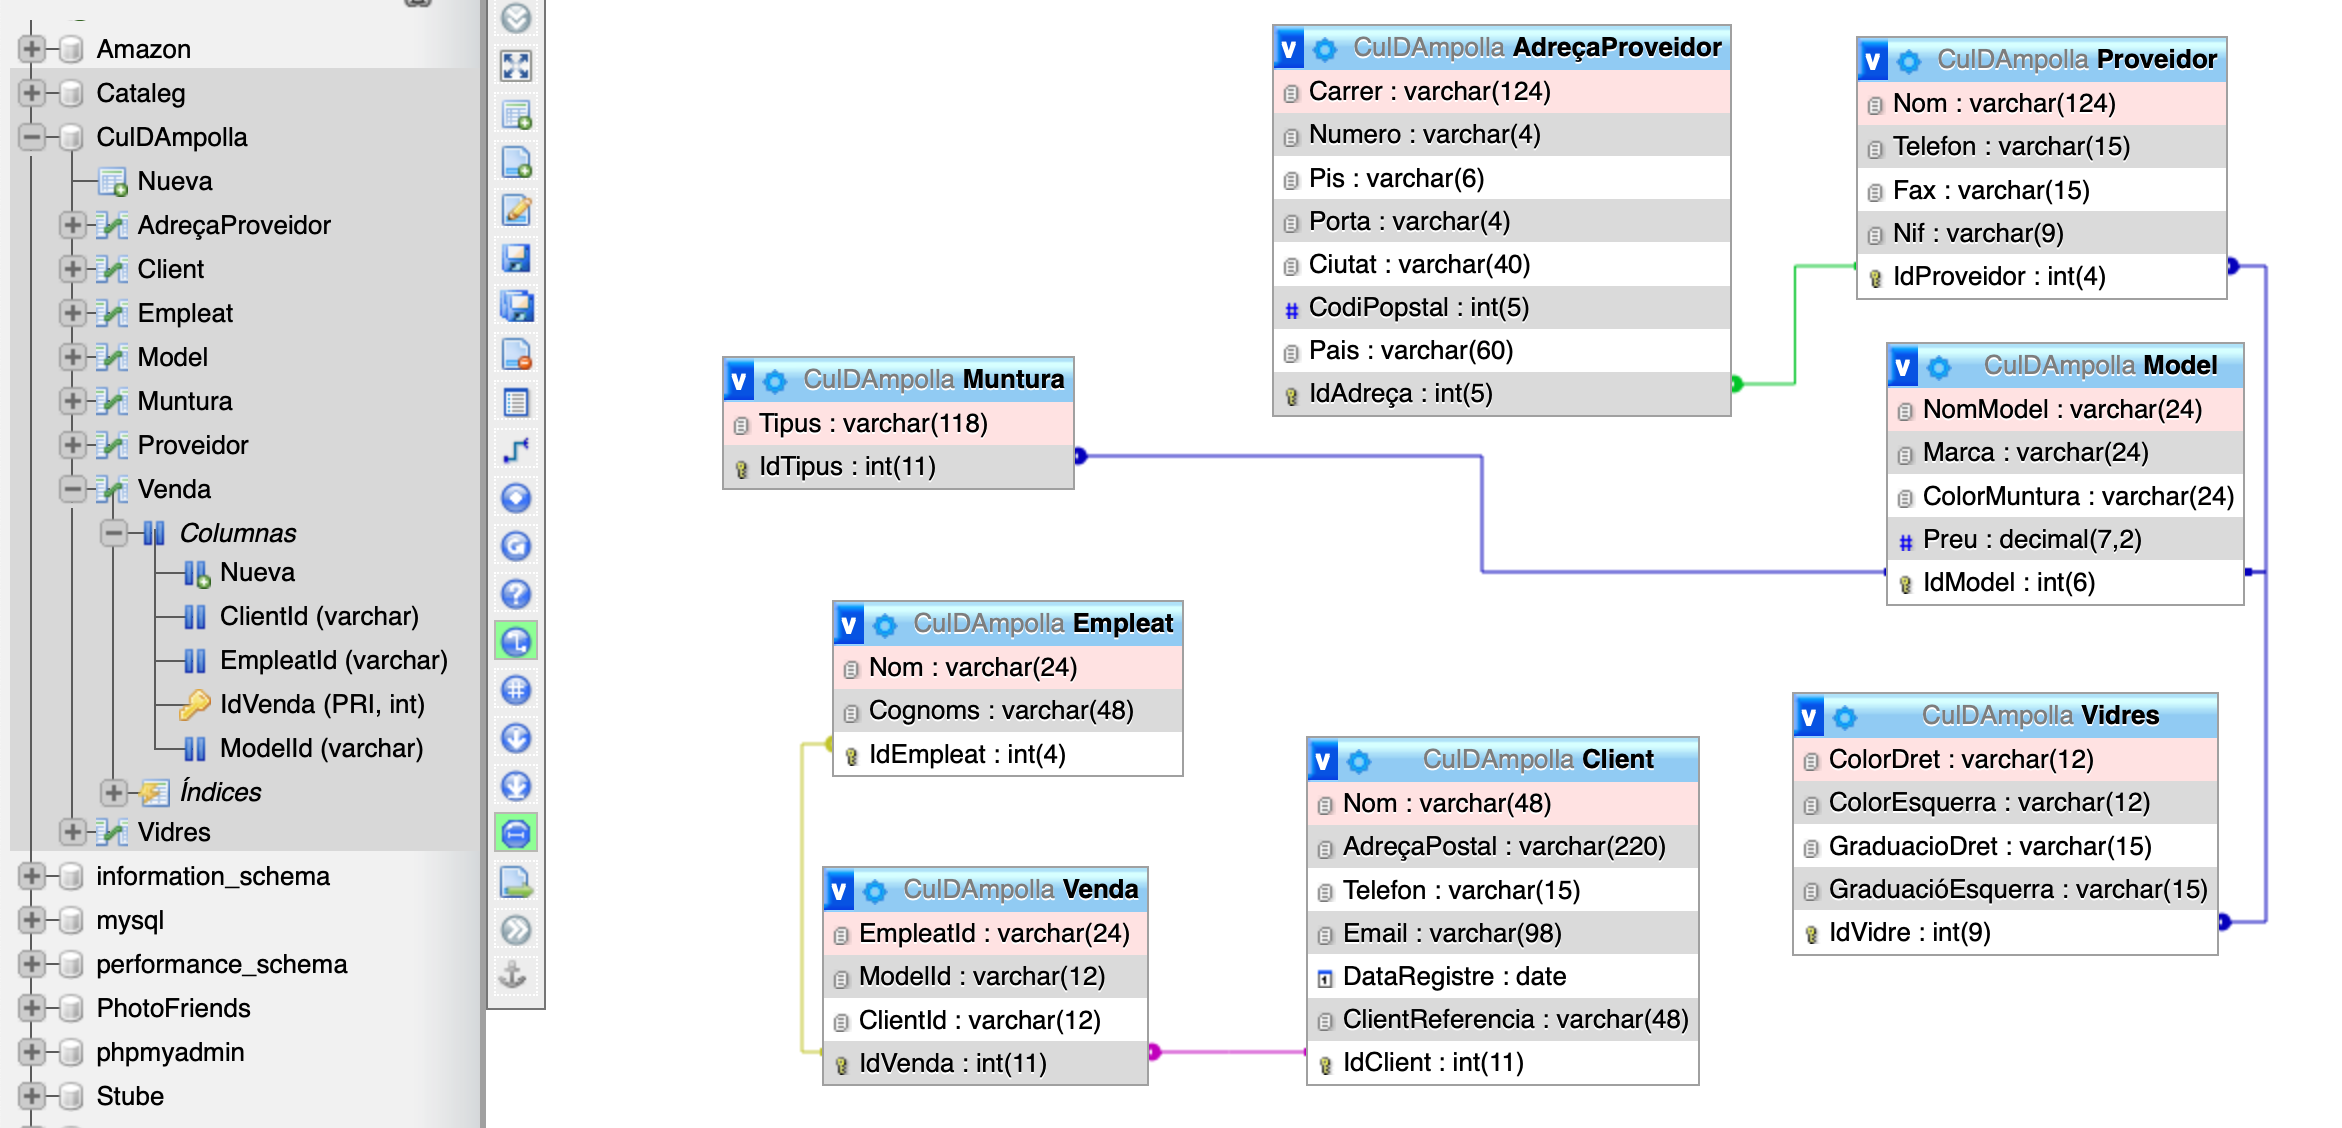 Amazon
Cataleg
CulDAmpolla
Nueva
AdreçaProveidor
Client
Empleat
Model
Muntura
Proveidor
Venda
Columnas
Nueva
ClientId (varchar)
EmpleatId (varchar)
IdVenda (PRI, int)
ModelId (varchar)
Índices
Vidres
information_schema
mysql
performance_schema
PhotoFriends
phpmyadmin
Stube
v CulDAmpolla AdreçaProveidor
Carrer : varchar(124)
Numero : varchar(4)
Pis : varchar(6)
Porta : varchar(4)
Ciutat : varchar(40)
# CodiPopstal : int(5)
Pais : varchar(60)
IdAdreça : int(5)
v CulDAmpolla Proveidor
Nom : varchar(124)
Telefon : varchar(15)
Fax : varchar(15)
Nif : varchar(9)
IdProveidor : int(4)
v CulDAmpolla Muntura
Tipus : varchar(118)
IdTipus : int(11)
v CulDAmpolla Model
NomModel : varchar(24)
Marca : varchar(24)
ColorMuntura : varchar(24)
# Preu : decimal(7,2)
IdModel : int(6)
v CulDAmpolla Empleat
Nom : varchar(24)
Cognoms : varchar(48)
IdEmpleat : int(4)
v CulDAmpolla Venda
EmpleatId : varchar(24)
ModelId : varchar(12)
ClientId : varchar(12)
IdVenda : int(11)
v CulDAmpolla Client
Nom : varchar(48)
AdreçaPostal : varchar(220)
Telefon : varchar(15)
Email : varchar(98)
DataRegistre : date
ClientReferencia : varchar(48)
IdClient : int(11)
v CulDAmpolla Vidres
ColorDret : varchar(12)
ColorEsquerra : varchar(12)
GraduacioDret : varchar(15)
GraduacióEsquerra : varchar(15)
IdVidre : int(9)